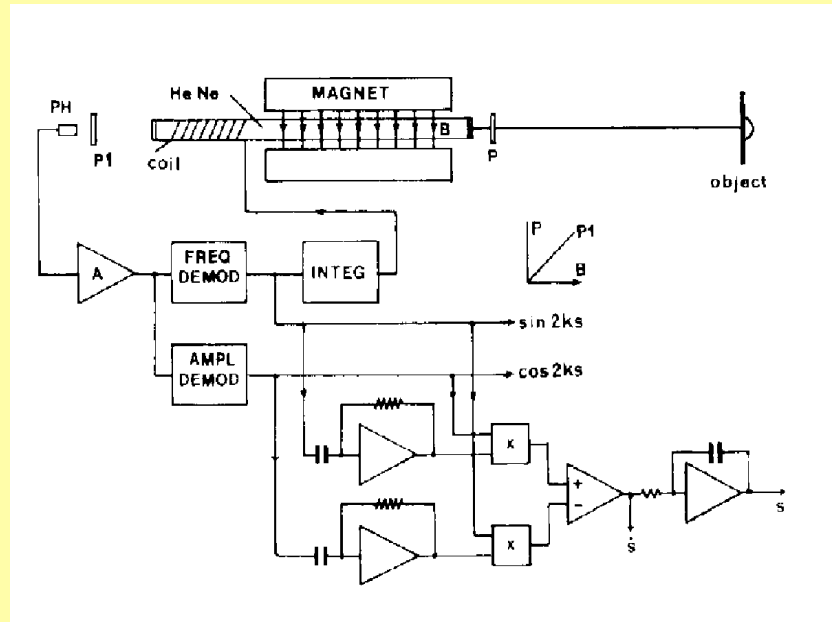 MAGNET
He Ne
PH
P1
coil
B
P
object
A
FREQ
DEMOD
INTEG
P
P1
B
sin 2ks
AMPL
DEMOD
cos 2ks
x
+
-
s
ṡ
x